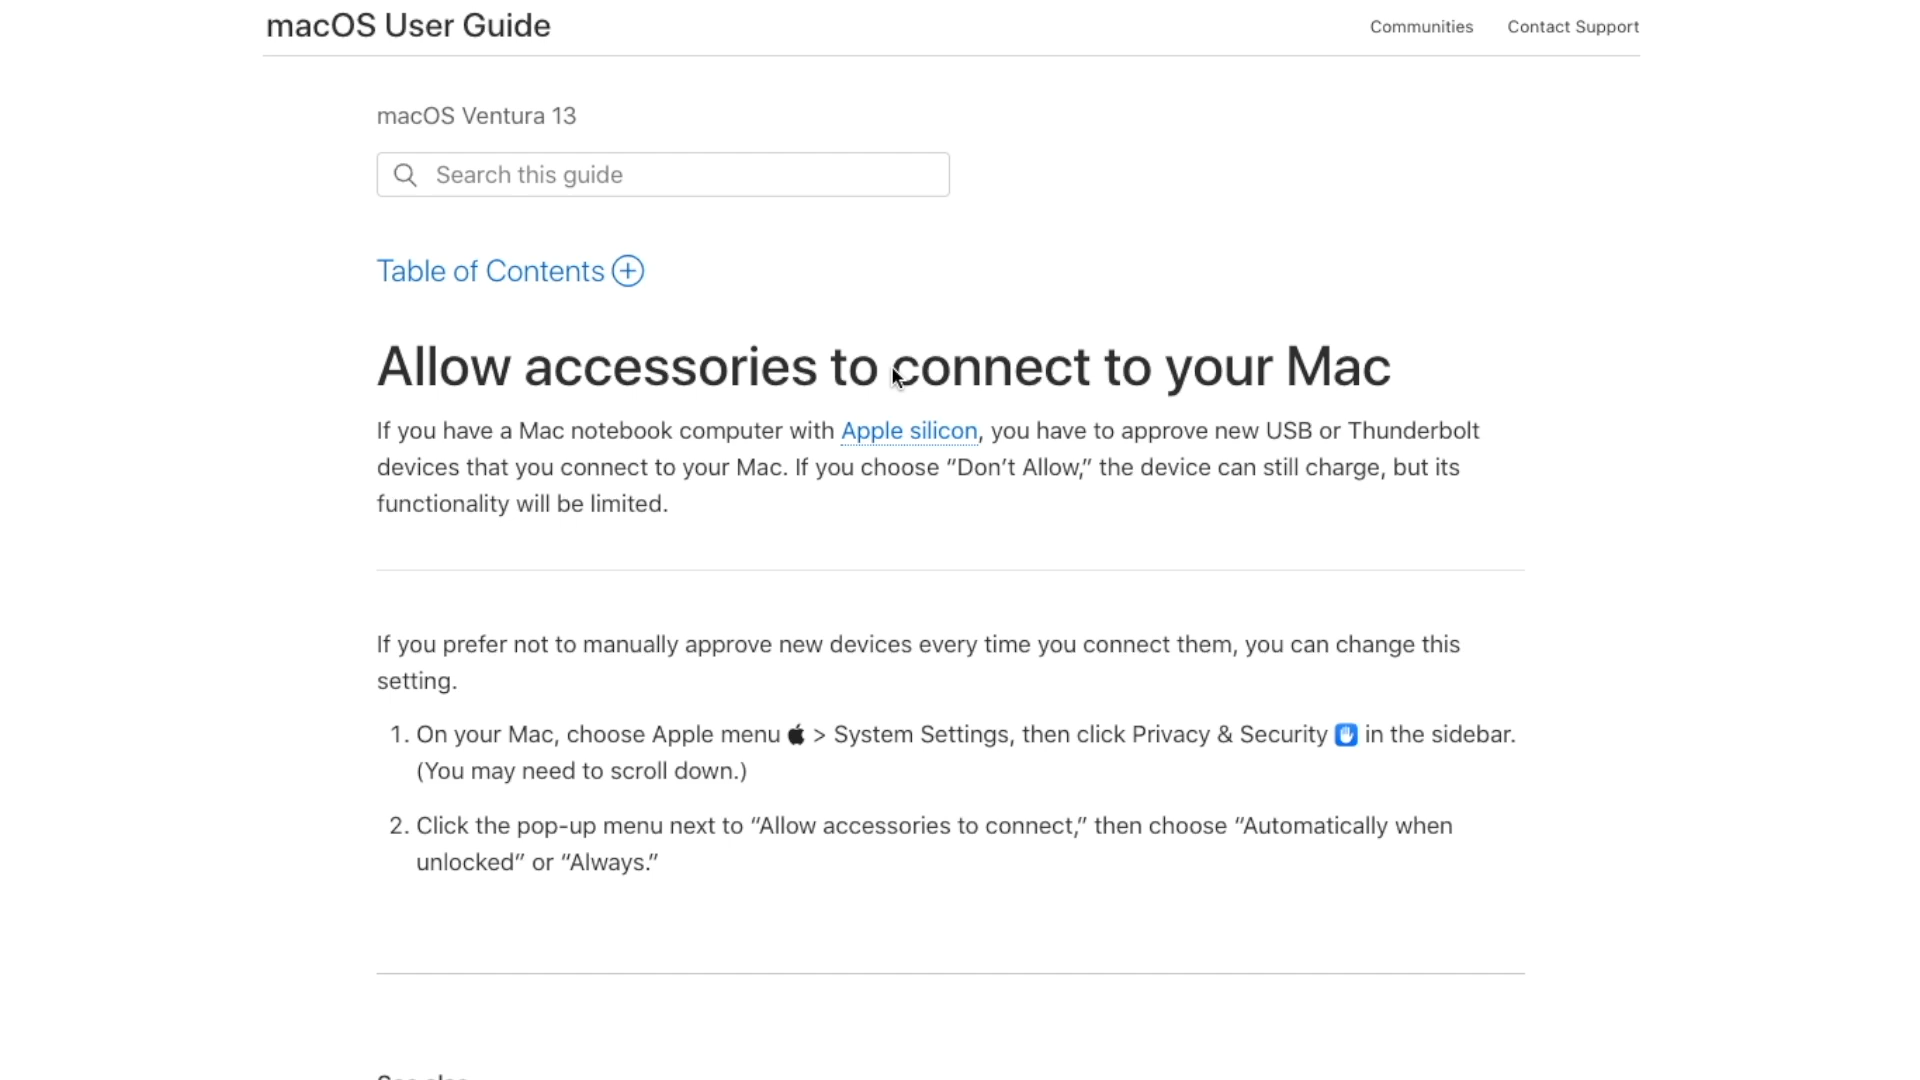 macOS User Guide
Communities
Contact Support
macOS Ventura 13
Search this guide
Table of Contents
Allow accessories to connect to your Mac
If you have a Mac notebook computer with Apple silicon, you have to approve new USB or Thunderbolt
devices that you connect to your Mac. If you choose “Don’t Allow,” the device can still charge, but its
functionality will be limited.
If you prefer not to manually approve new devices every time you connect them, you can change this
setting.
1. On your Mac, choose Apple menu > System Settings, then click Privacy & Security in the sidebar.
(You may need to scroll down.)
2. Click the pop-up menu next to “Allow accessories to connect,” then choose “Automatically when
unlocked” or “Always.”